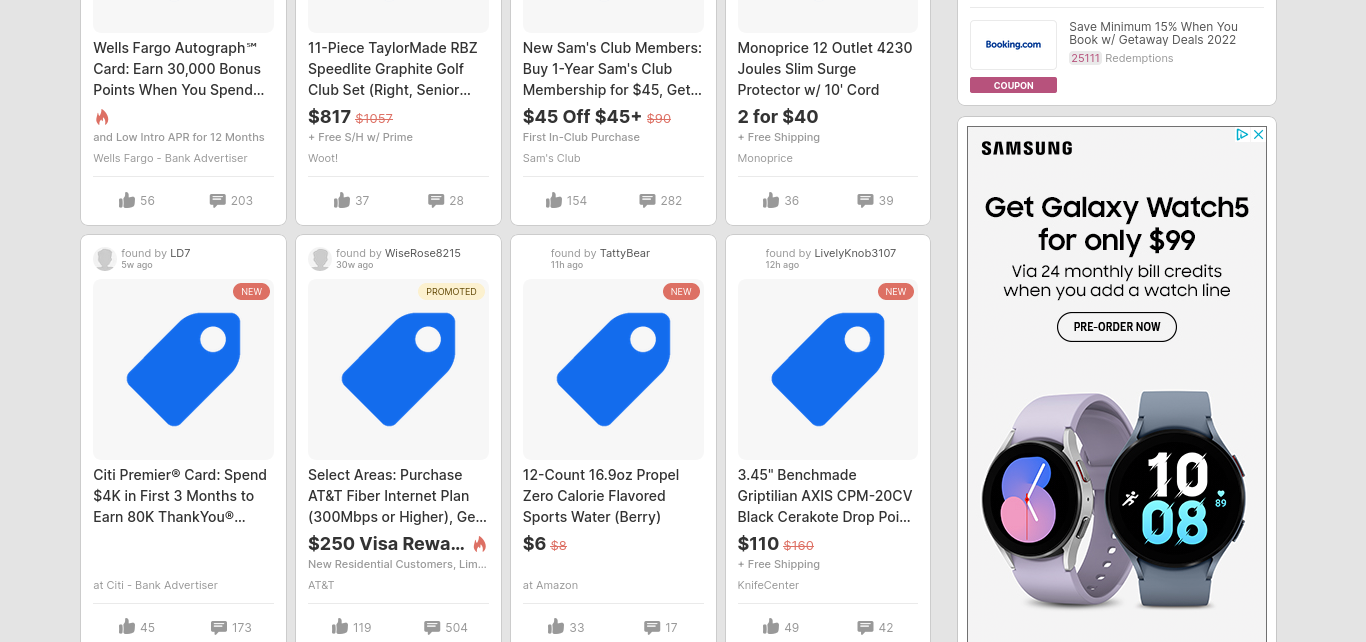 Wells Fargo Autograph℠
Card: Earn 30,000 Bonus
Points When You Spend...
and Low Intro APR for 12 Months
Wells Fargo - Bank Advertiser
56
203
11-Piece TaylorMade RBZ
Speedlite Graphite Golf
Club Set (Right, Senior...
$817 $1057
+ Free S/H w/ Prime
Woot!
37
28
New Sam's Club Members:
Buy 1-Year Sam's Club
Membership for $45, Get...
$45 Off $45+ $90
First In-Club Purchase
Sam's Club
154
282
Monoprice 12 Outlet 4230
Joules Slim Surge
Protector w/ 10' Cord
2 for $40
+ Free Shipping
Monoprice
36
39
found by LD7
5w ago
NEW
Citi Premier® Card: Spend
$4K in First 3 Months to
Earn 80K ThankYou®...
at Citi - Bank Advertiser
45
173
found by WiseRose8215
30w ago
PROMOTED
Select Areas: Purchase
AT&T Fiber Internet Plan
(300Mbps or Higher), Ge...
$250 Visa Rewa...
New Residential Customers, Lim...
AT&T
119
504
found by TattyBear
11h ago
NEW
12-Count 16.9oz Propel
Zero Calorie Flavored
Sports Water (Berry)
$6 $8
at Amazon
33
17
found by LivelyKnob3107
12h ago
NEW
3.45" Benchmade
Griptilian AXIS CPM-20CV
Black Cerakote Drop Poi...
$110 $160
+ Free Shipping
KnifeCenter
49
42
Booking.com
COUPON
Save Minimum 15% When You
Book w/ Getaway Deals 2022
25111 Redemptions
SAMSUNG
Get Galaxy Watch5
for only $99
Via 24 monthly bill credits
when you add a watch line
PRE-ORDER NOW
10
08
89